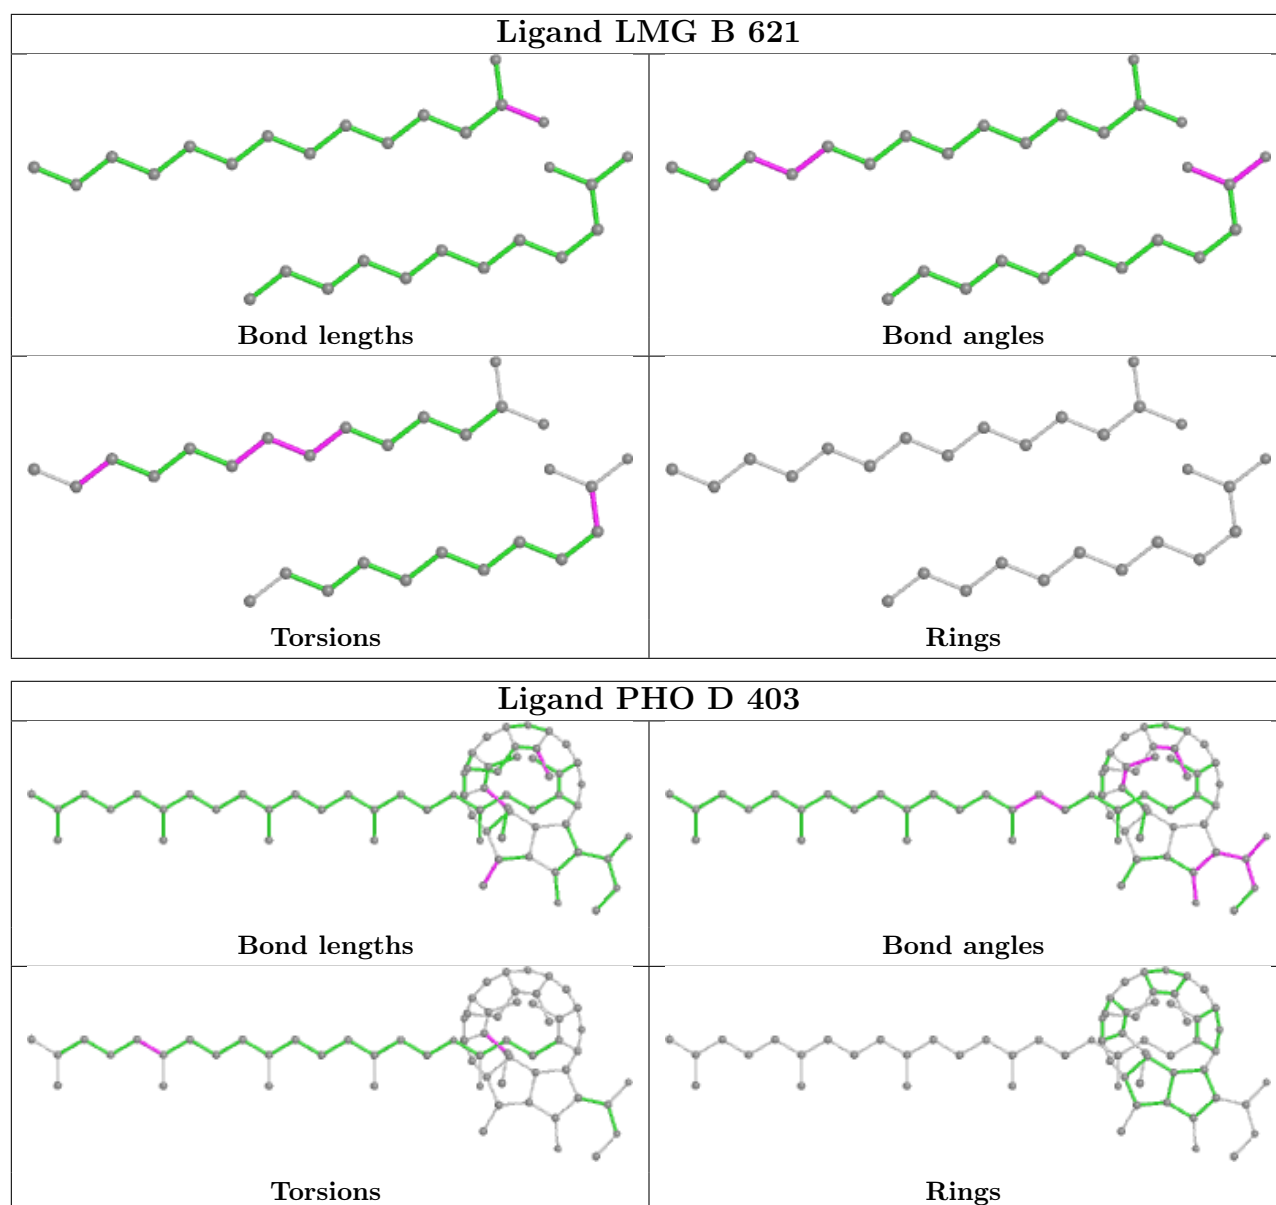 Ligand LMG B 621
Bond lengths
Bond angles
Torsions
Rings
Ligand PHO D 403
Bond lengths
Bond angles
Torsions
Rings